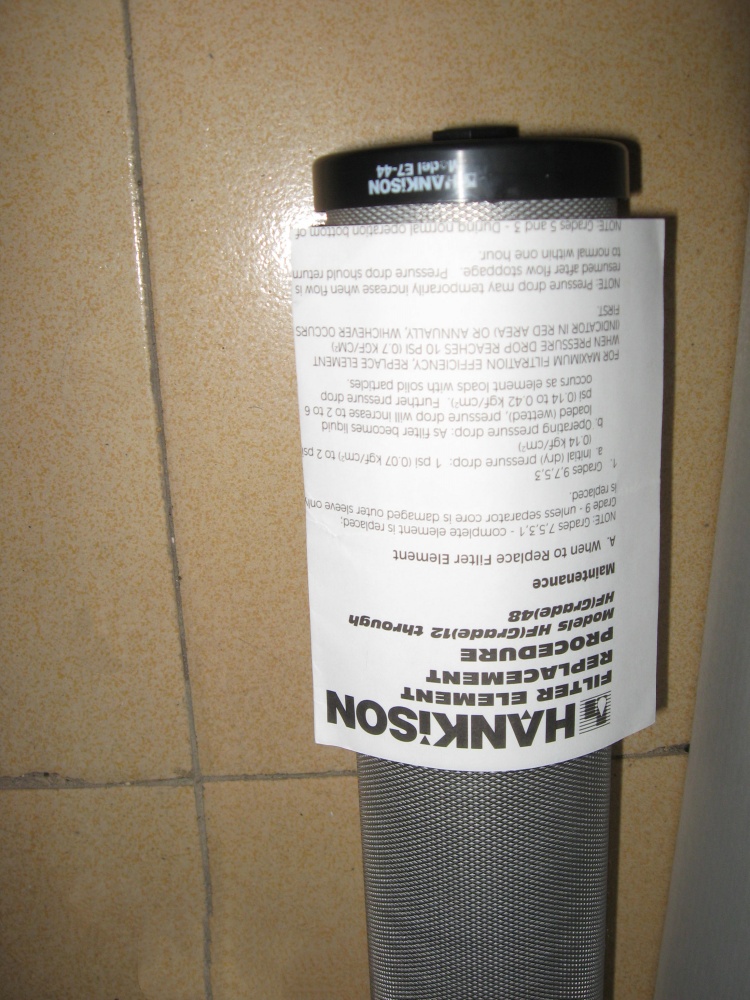 HANKiSON
FILTER ELEMENT
REPLACEMENT
PROCEDURE
Models HF(Grade)12 through
HF(Grade)48
Maintenance
A. When to Replace Filter Element
NOTE: Grades 7,5,3,1 - complete element is replaced;
Grade 9 - unless separator core is damaged outer sleeve only
is replaced.
1. Grades 9,7,5,3
a. Initial (dry) pressure drop: 1 psi (0.07 kgf/cm²) to 2 psi
(0.14 kgf/cm²)
b. Operating pressure drop: As filter becomes liquid
loaded (wetted), pressure drop will increase to 2 to 6
psi (0.14 to 0.42 kgf/cm²). Further pressure drop
occurs as element loads with solid particles.
FOR MAXIMUM FILTRATION EFFICIENCY, REPLACE ELEMENT
WHEN PRESSURE DROP REACHES 10 PSI (0.7 KGF/CM²)
(INDICATOR IN RED AREA) OR ANNUALLY, WHICHEVER OCCURS
FIRST.
NOTE: Pressure drop may temporarily increase when flow is
resumed after flow stoppage. Pressure drop should return
to normal within one hour.
NOTE: Grades 5 and 3 - During normal operation bottom of
HANKiSON
Model E7-44